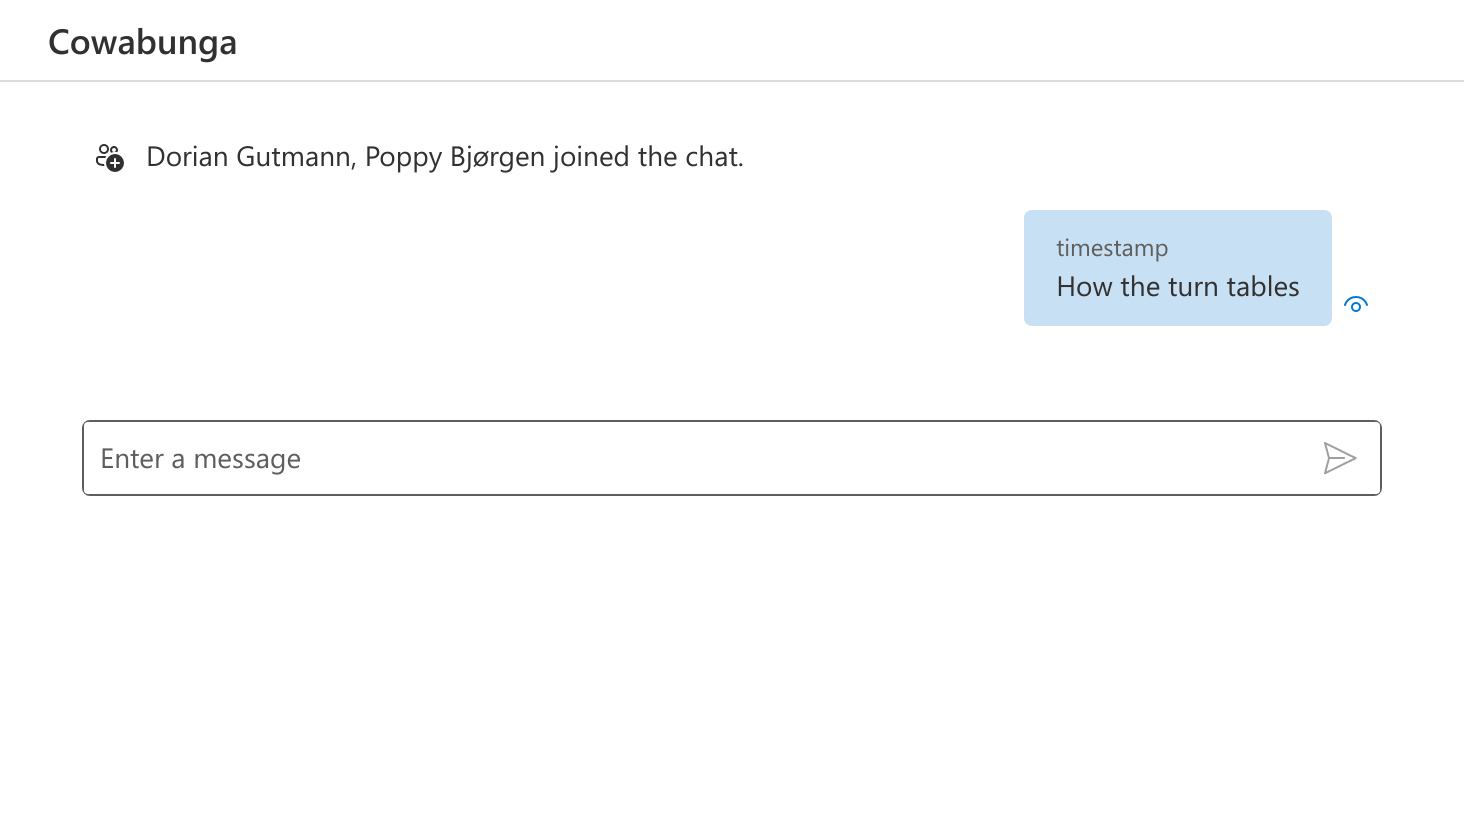 Cowabunga
Dorian Gutmann, Poppy Bjørgen joined the chat.
timestamp
How the turn tables
Enter a message